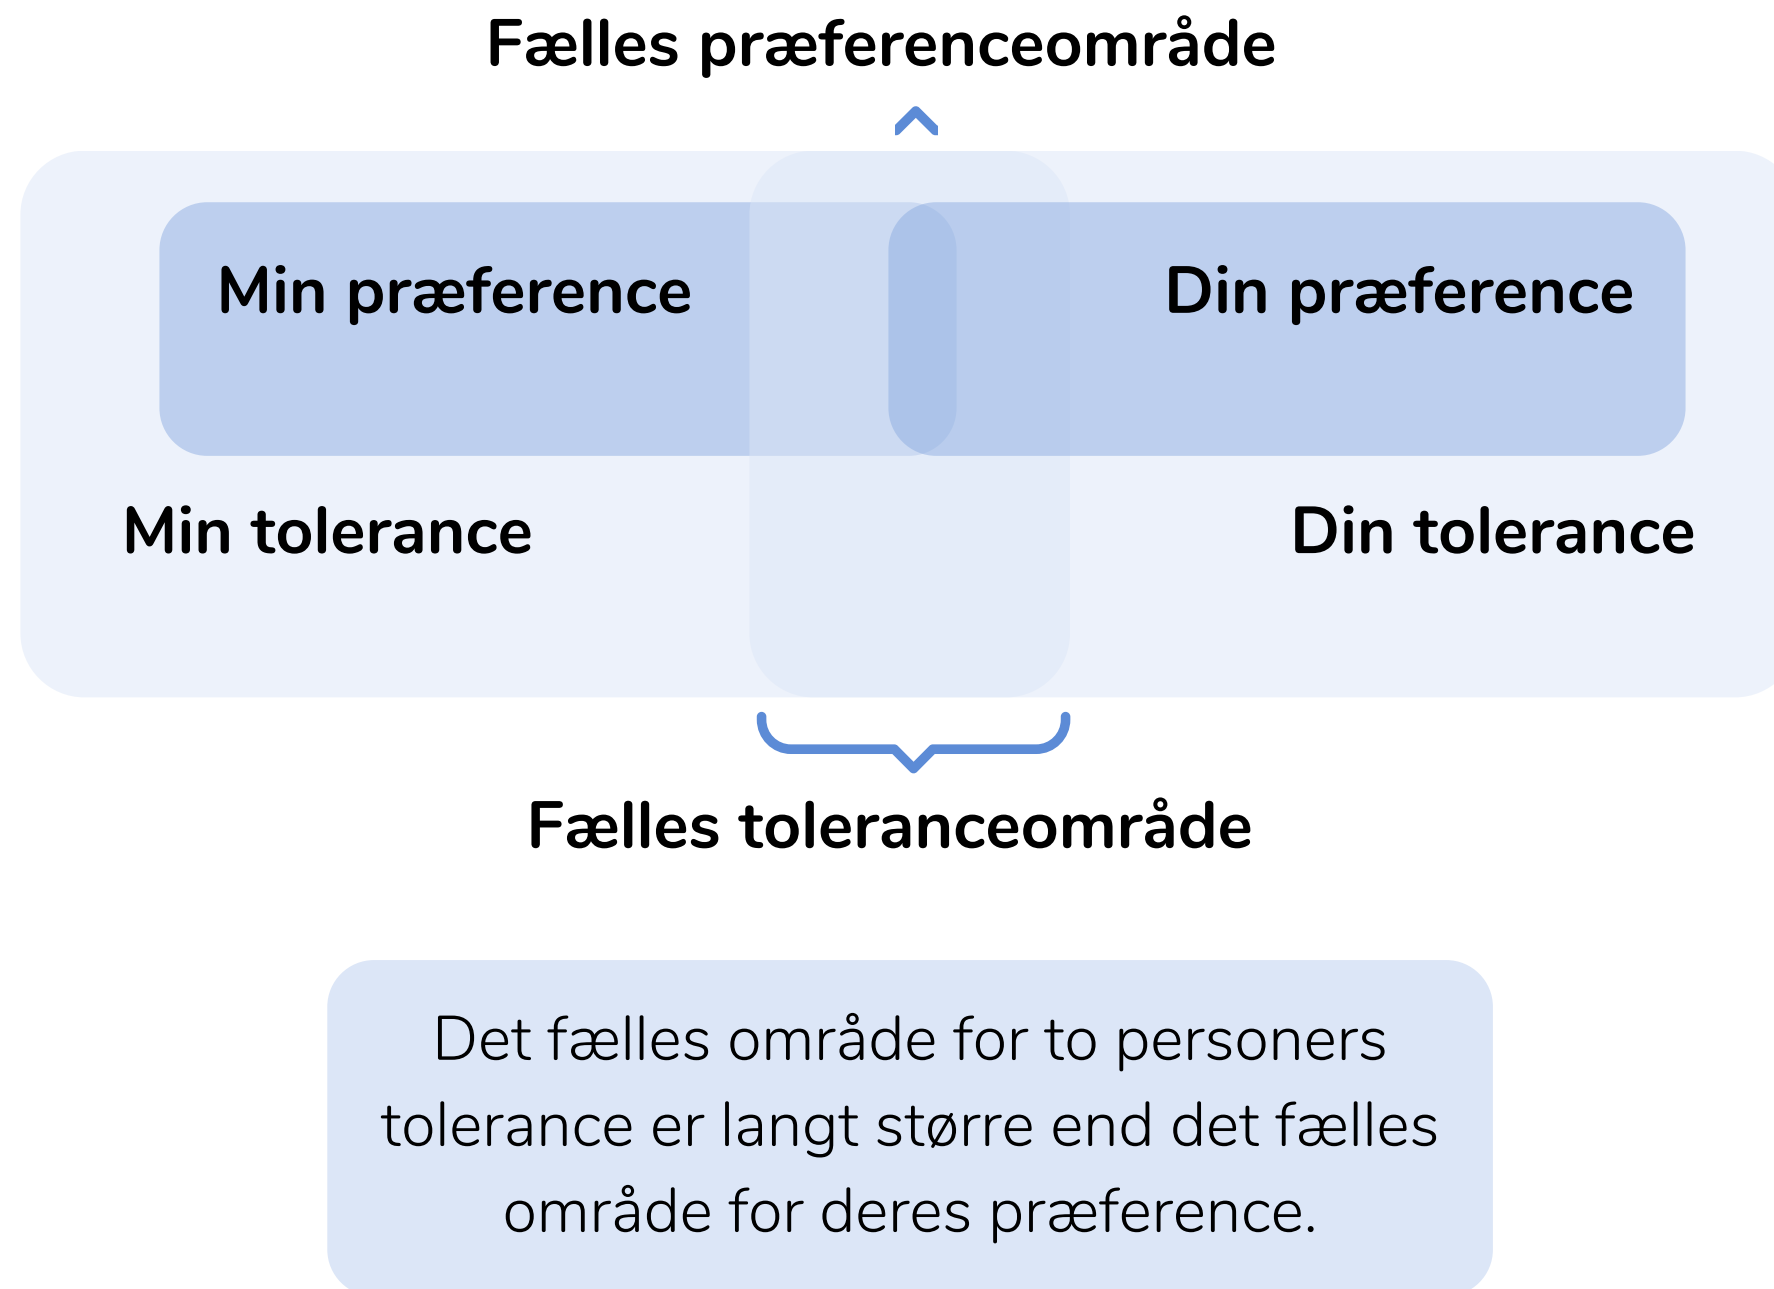 Fælles præferenceområde
Min præference
Din præference
Min tolerance
Din tolerance
Fælles toleranceområde
Det fælles område for to personers
tolerance er langt større end det fælles
område for deres præference.